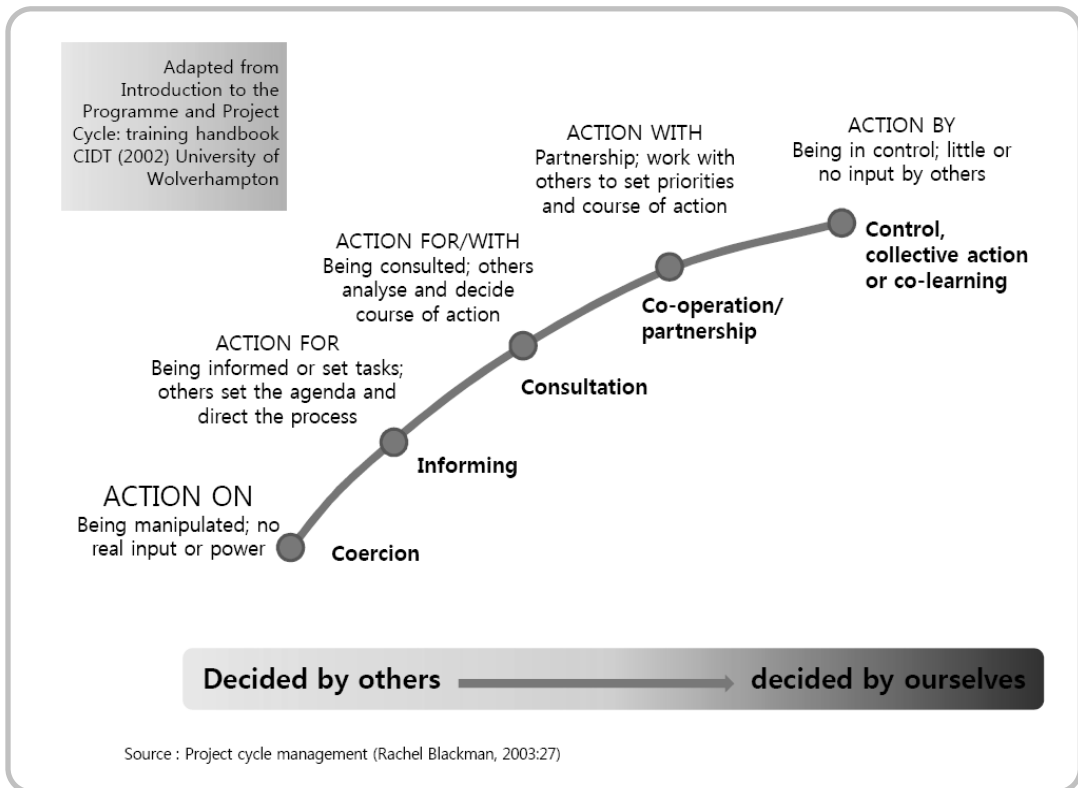 Adapted from
Introduction to the
Programme and Project
Cycle: training handbook
CIDT (2002) University of
Wolverhampton
ACTION BY
Being in control; little or
no input by others
Control,
collective action
or co-learning
ACTION WITH
Partnership; work with
others to set priorities
and course of action
Co-operation/
partnership
ACTION FOR/WITH
Being consulted; others
analyse and decide
course of action
Consultation
ACTION FOR
Being informed or set tasks;
others set the agenda and
direct the process
Informing
ACTION ON
Being manipulated; no
real input or power
Coercion
Decided by others
decided by ourselves
Source : Project cycle management (Rachel Blackman, 2003:27)